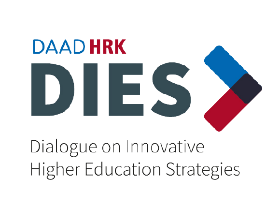 DAAD HRK
DIES
Dialogue on Innovative
Higher Education Strategies